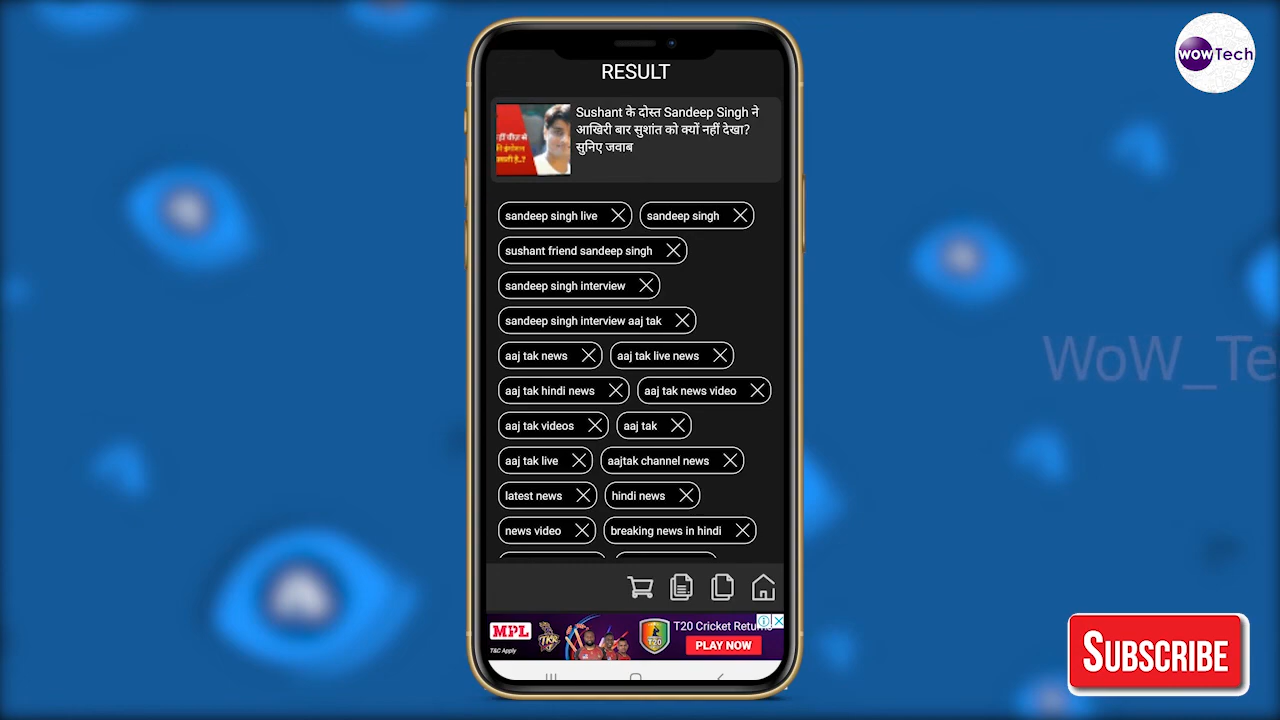 wowTech
RESULT
Sushant के दोस्त Sandeep Singh ने
आखिरी बार सुशांत को क्यों नहीं देखा?
सुनिए जवाब
sandeep singh live
sandeep singh
sushant friend sandeep singh
sandeep singh interview
sandeep singh interview aaj tak
aaj tak news
aaj tak live news
aaj tak hindi news
aaj tak news video
aaj tak videos
aaj tak
aaj tak live
aajtak channel news
latest news
hindi news
news video
breaking news in hindi
WoW_Te
MPL
T&C Apply
T20
T20 Cricket
PLAY NOW
SUBSCRIBE